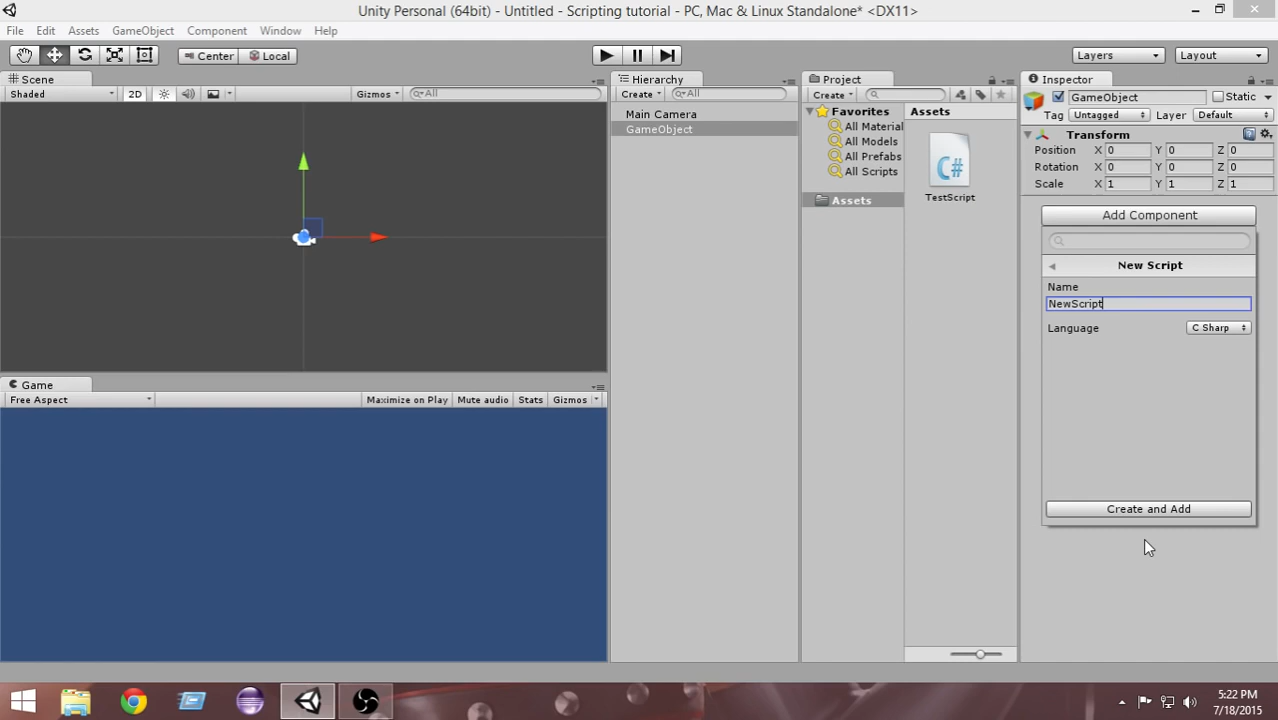 Unity Personal (64bit) - Untitled - Scripting tutorial - PC, Mac & Linux Standalone* <DX11>
File Edit Assets GameObject Component Window Help
Center Local Layers Layout
Scene
Shaded 2D Gizmos All
Hierarchy
Create All
Main Camera
GameObject
Project
Create
Favorites
All Material
All Models
All Prefabs
All Scripts
Assets
Assets
C#
TestScript
Inspector
GameObject Static
Tag Untagged Layer Default
Transform
Position X 0 Y 0 Z 0
Rotation X 0 Y 0 Z 0
Scale X 1 Y 1 Z 1
Add Component
New Script
Name
NewScript
Language C Sharp
Create and Add
Game
Free Aspect Maximize on Play Mute audio Stats Gizmos
5:22 PM
7/18/2015